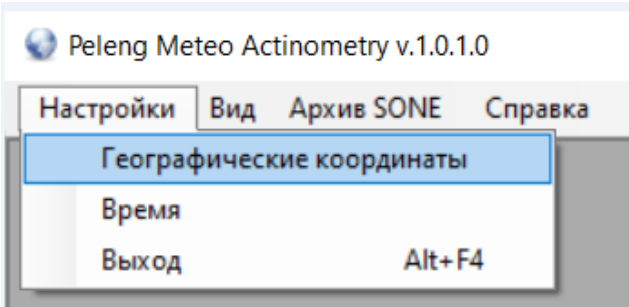 Peleng Meteo Actinometry v.1.0.1.0
Настройки Вид Архив SONE Справка
Географические координаты
Время
Выход Alt+F4